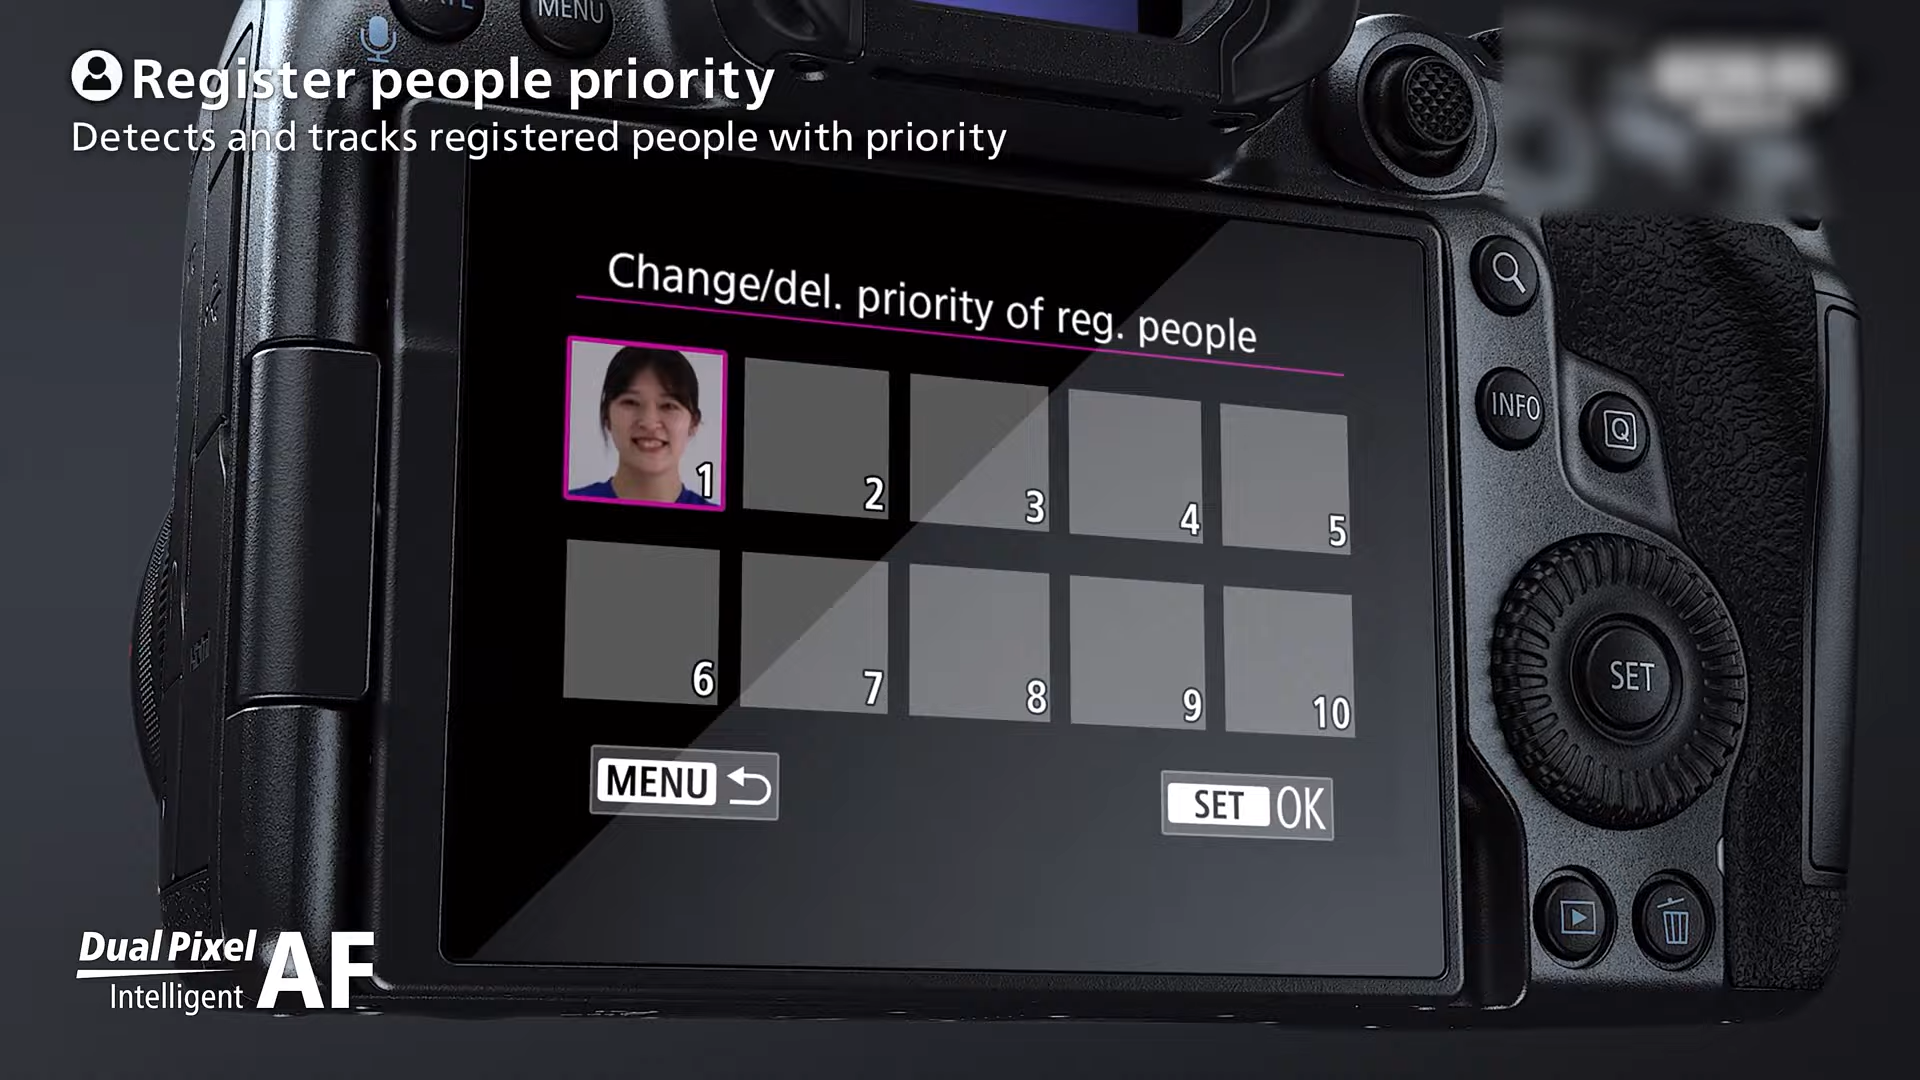 MENU
Register people priority
Detects and tracks registered people with priority
Change/del. priority of reg. people
1
2
3
4
5
6
7
8
9
10
MENU
SET OK
INFO
Q
SET
Dual Pixel
Intelligent AF